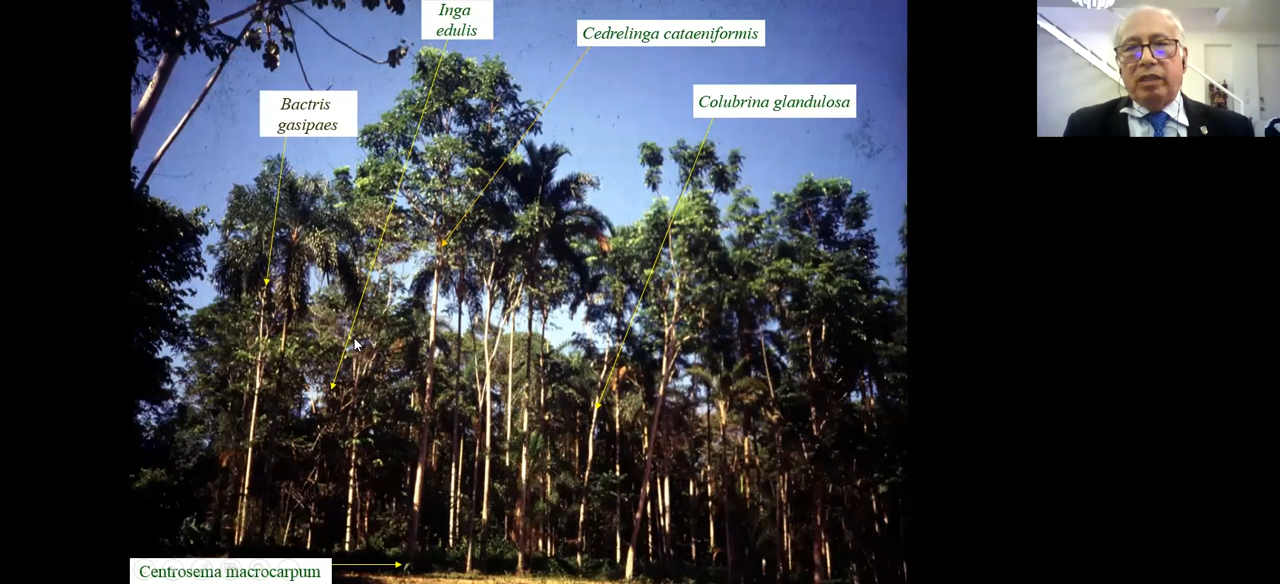 Inga
edulis
Cedrelinga cataeniformis
Bactris
gasipaes
Colubrina glandulosa
Centrosema macrocarpum